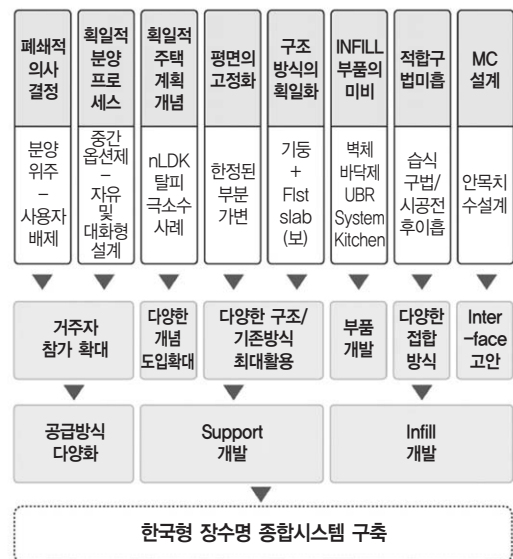 폐쇄적
의사
결정
획일적
분양
프로
세스
획일적
주택
계획
개념
평면의
고정화
구조
방식의
획일화
INFILL
부품의
미비
적합구
법미흡
MC
설계
분양
위주
–
사용자
배제
중간
옵션제
–
자유
및
대화형
설계
nLDK
탈피
극소수
사례
한정된
부분
가변
기둥
+
Flst
slab
(보)
벽체
바닥제
UBR
System
Kitchen
습식
구법/
시공전
후이흡
안목치
수설계
거주자
참가 확대
다양한
개념
도입확대
다양한 구조/
기존방식
최대활용
부품
개발
다양한
접합
방식
Inter
–face
고안
공급방식
다양화
Support
개발
Infill
개발
한국형 장수명 종합시스템 구축